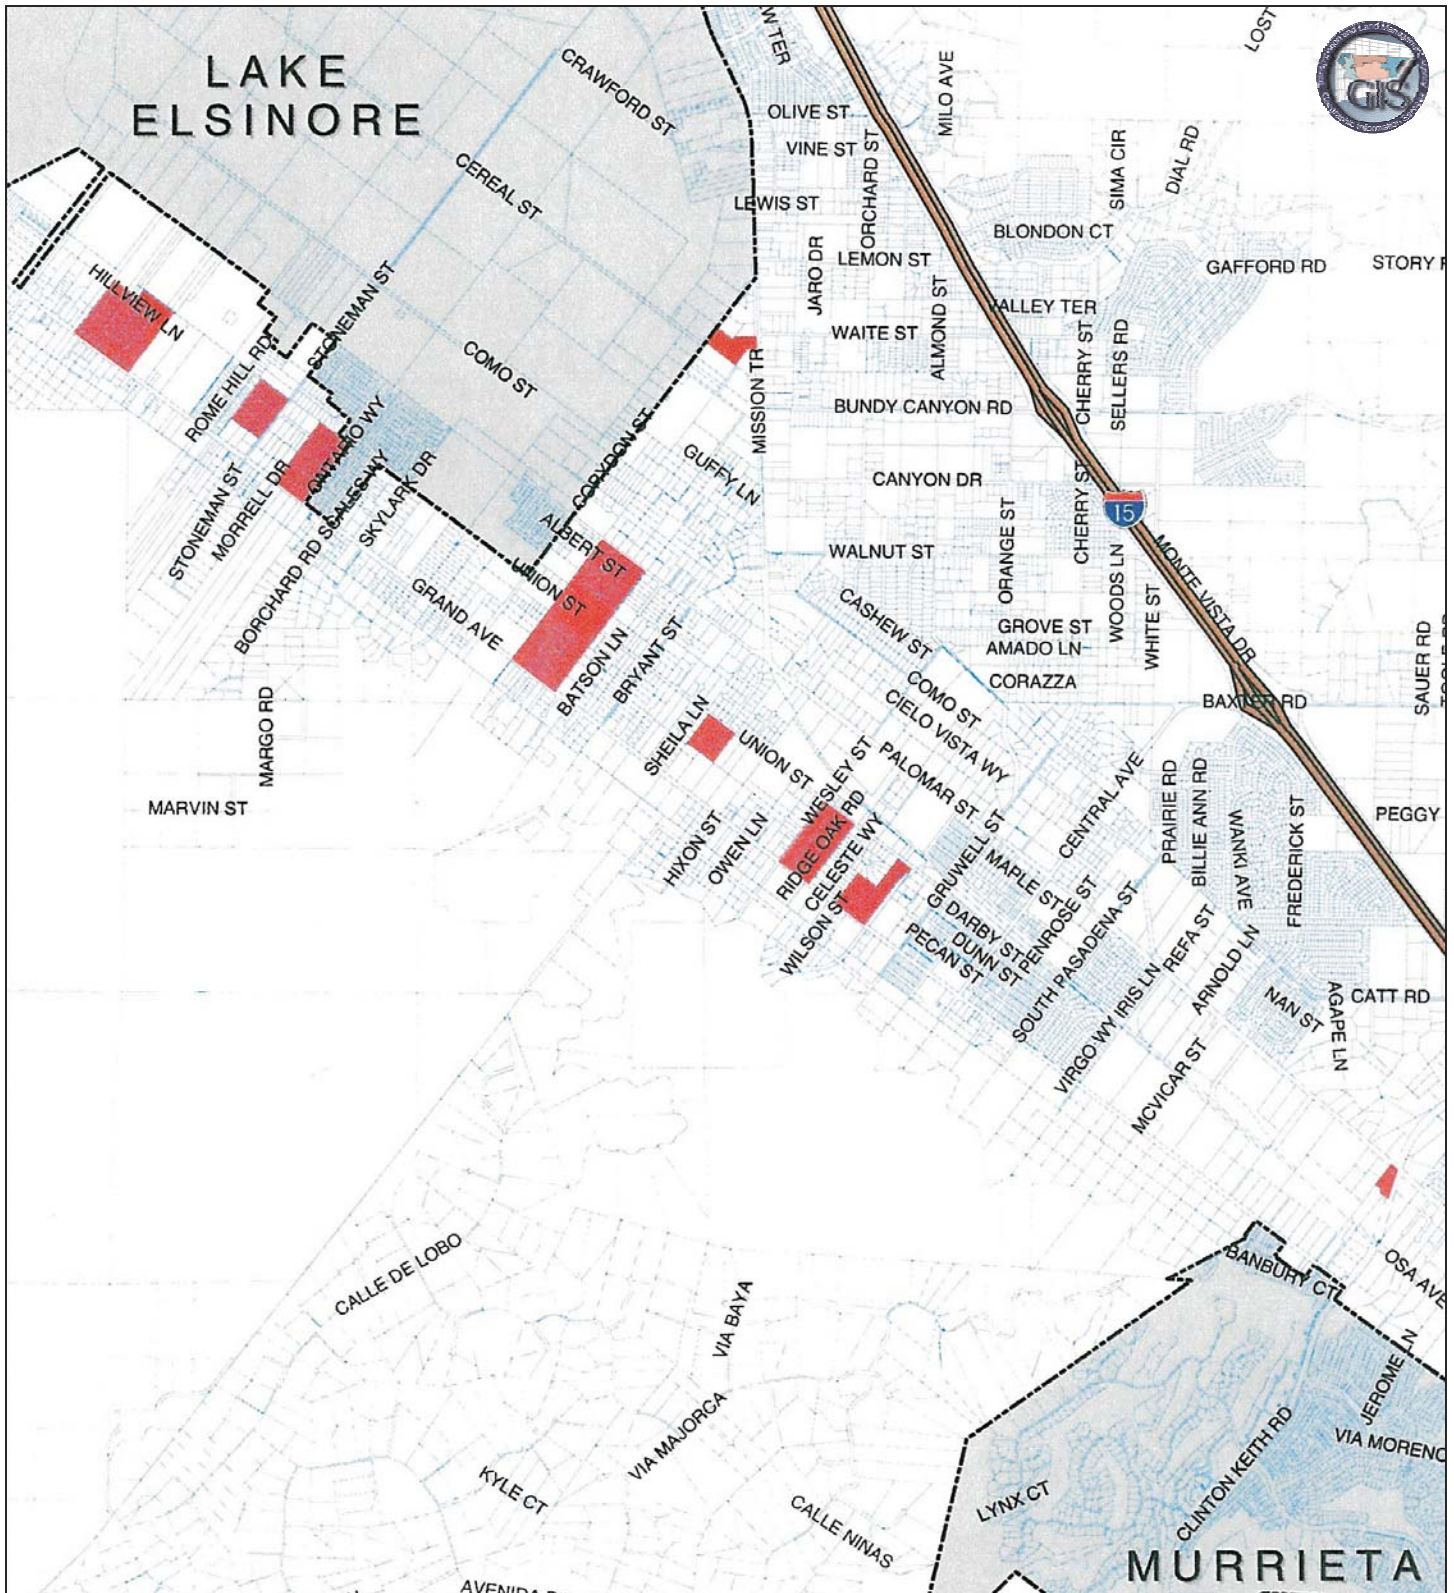 LAKE
ELSINORE
CRAWFORD ST
CEREAL ST
OLIVE ST
VINE ST
ORCHARD ST
MILO AVE
LOST
GIS
SIMA CIR
DIAL RD
LEWIS ST
BLONDON CT
JARO DR
LEMON ST
GAFFORD RD
STORY
HILLVIEW LN
STONEMAN ST
ALMOND ST
VALLEY TER
WAITE ST
CHERRY ST
SELLERS RD
ROME HILL RD
COMO ST
MISSION TR
BUNDY CANYON RD
ONTARIO WY
CORYDON ST
GUFFY LN
CANYON DR
STONEMAN ST
MORRELL DR
SCALES WY
SKYLARK DR
ORANGE ST
CHERRY ST
15
ALBERT ST
WALNUT ST
BORCHARD RD
UNION ST
GRAND AVE
CASHEW ST
WOODS LN
MONTE VISTA DR
WHITE ST
GROVE ST
AMADO LN
CORAZZA
SAUER RD
BATSON LN
BRYANT ST
COMO ST
CIELO VISTA WY
BAXTER RD
MARGO RD
SHEILA LN
UNION ST
WESLEY ST
PALOMAR ST
CENTRAL AVE
PRAIRIE RD
BILLIE ANN RD
WANKI AVE
FREDERICK ST
MARVIN ST
PEGGY
HIXON ST
OWEN LN
RIDGE OAK RD
CELESTE WY
GRUWELL ST
MAPLE ST
WILSON ST
G DARBY ST
PENROSE ST
DUNN ST
PECAN ST
SOUTH PASADENA ST
REFA ST
ARNOLD LN
VIRGO WY
IRIS LN
NAN ST
AGAPE LN
CATT RD
MCVICAR ST
CALLE DE LOBO
BANBURY CT
OSA AVE
VIA BAYA
JEROME LN
VIA MAJORCA
CLINTON KEITH RD
KYLE CT
LYNX CT
CALLE NINAS
MURRIETA